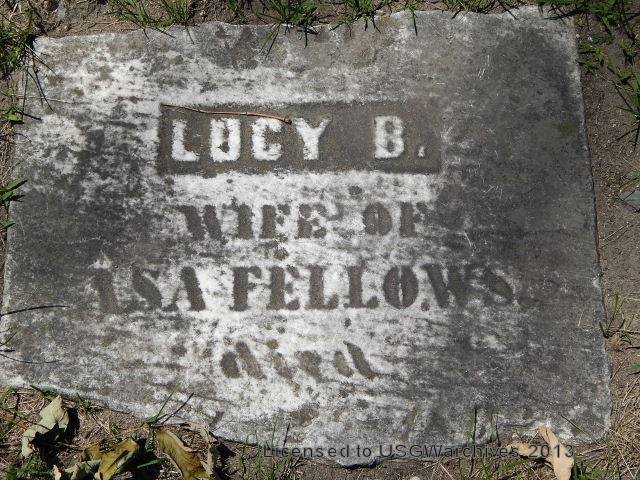 LUCY B.
WIFE OF
ASA FELLOWS.
died
Licensed to USGWarchives 2013